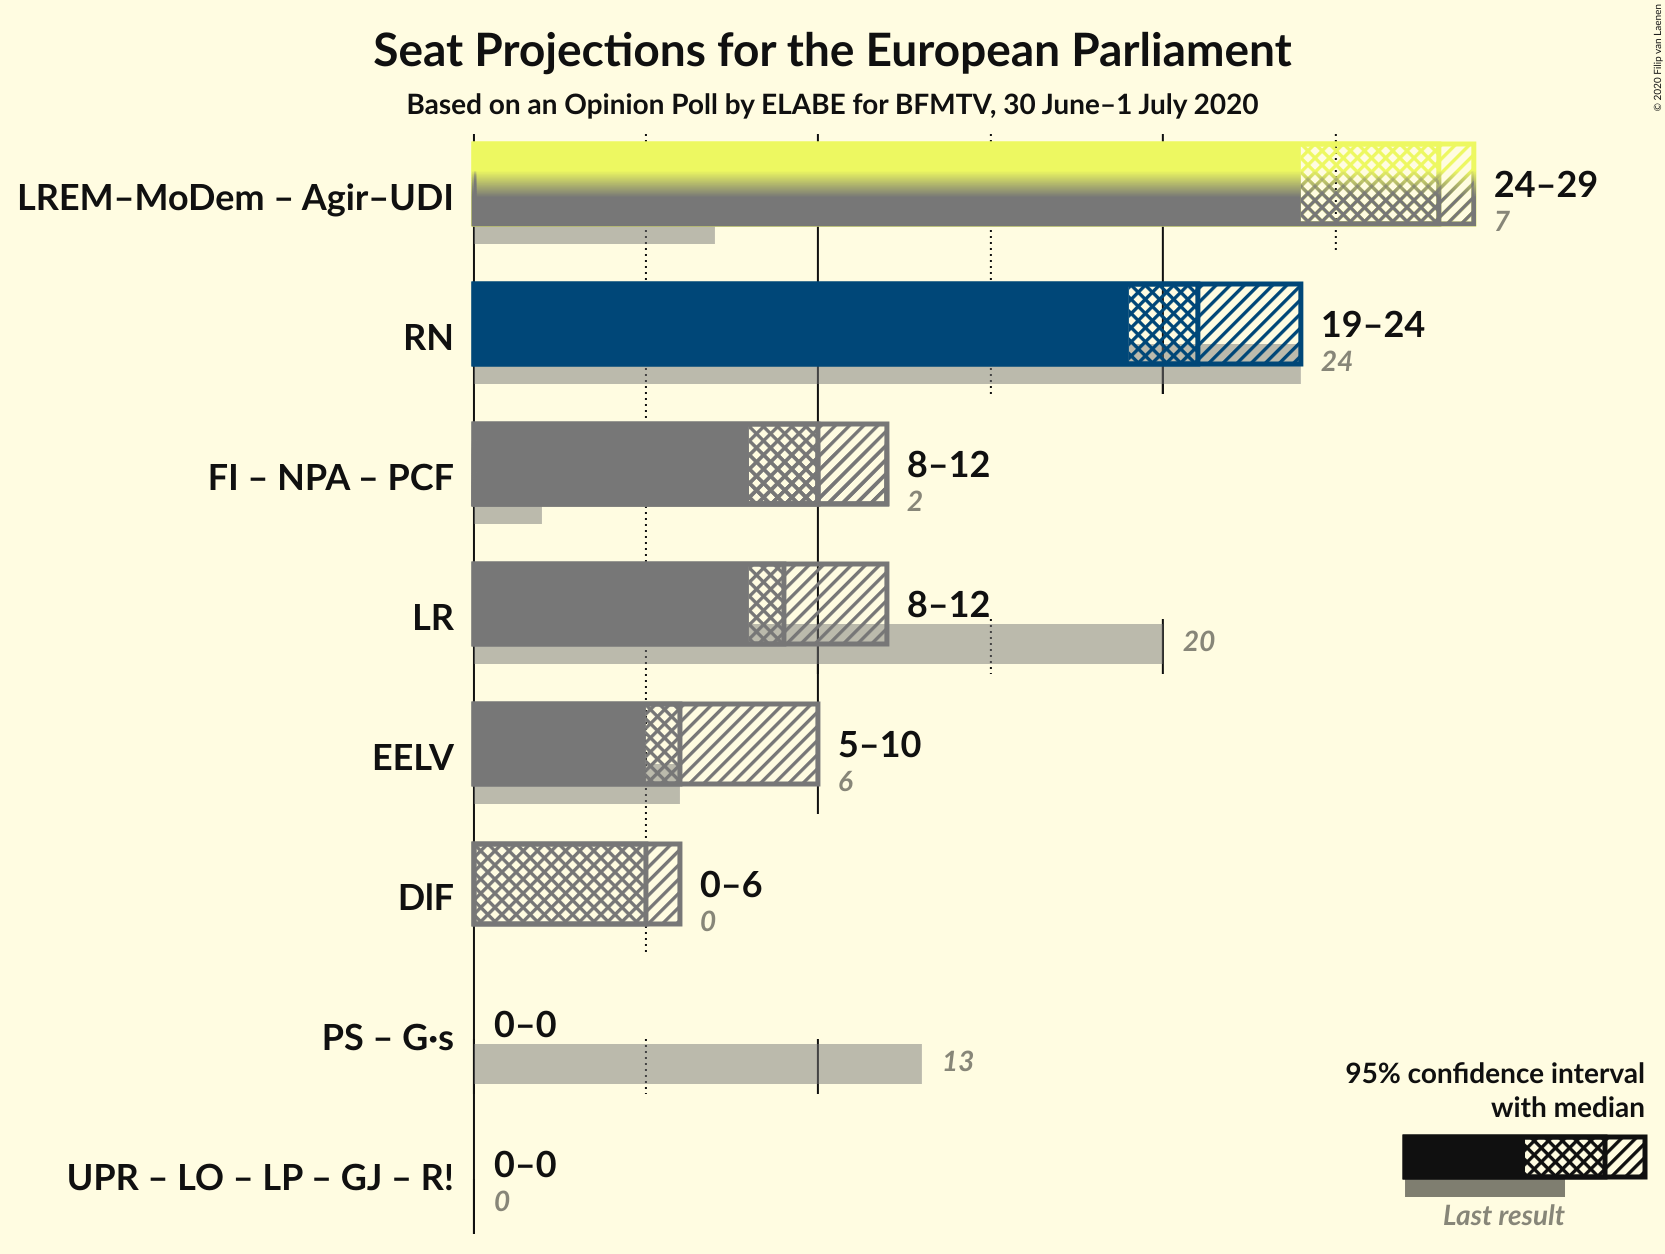 Seat Projections for the European Parliament
Based on an Opinion Poll by ELABE for BFMTV, 30 June–1 July 2020
© 2020 Filip van Laenen
LREM–MoDem – Agir–UDI
24–29
7
RN
19–24
24
FI – NPA – PCF
8–12
2
LR
8–12
20
EELV
5–10
6
DlF
0–6
0
PS – G·s
0–0
13
UPR – LO – LP – GJ – R!
0–0
0
95% confidence interval
with median
Last result